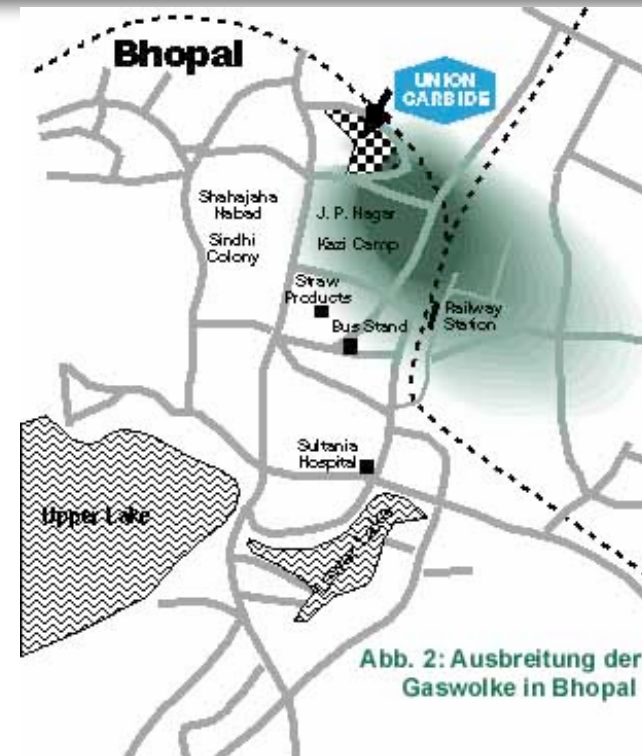 Bhopal
UNION
CARBIDE
Shahajaha
Nabad
J. P. Nagar
Sindhi
Colony
Kazi Camp
Straw
Products
Bus Stand
Railway
Station
Sultania
Hospital
Upper Lake
Lower Lake
Abb. 2: Ausbreitung der
Gaswolke in Bhopal